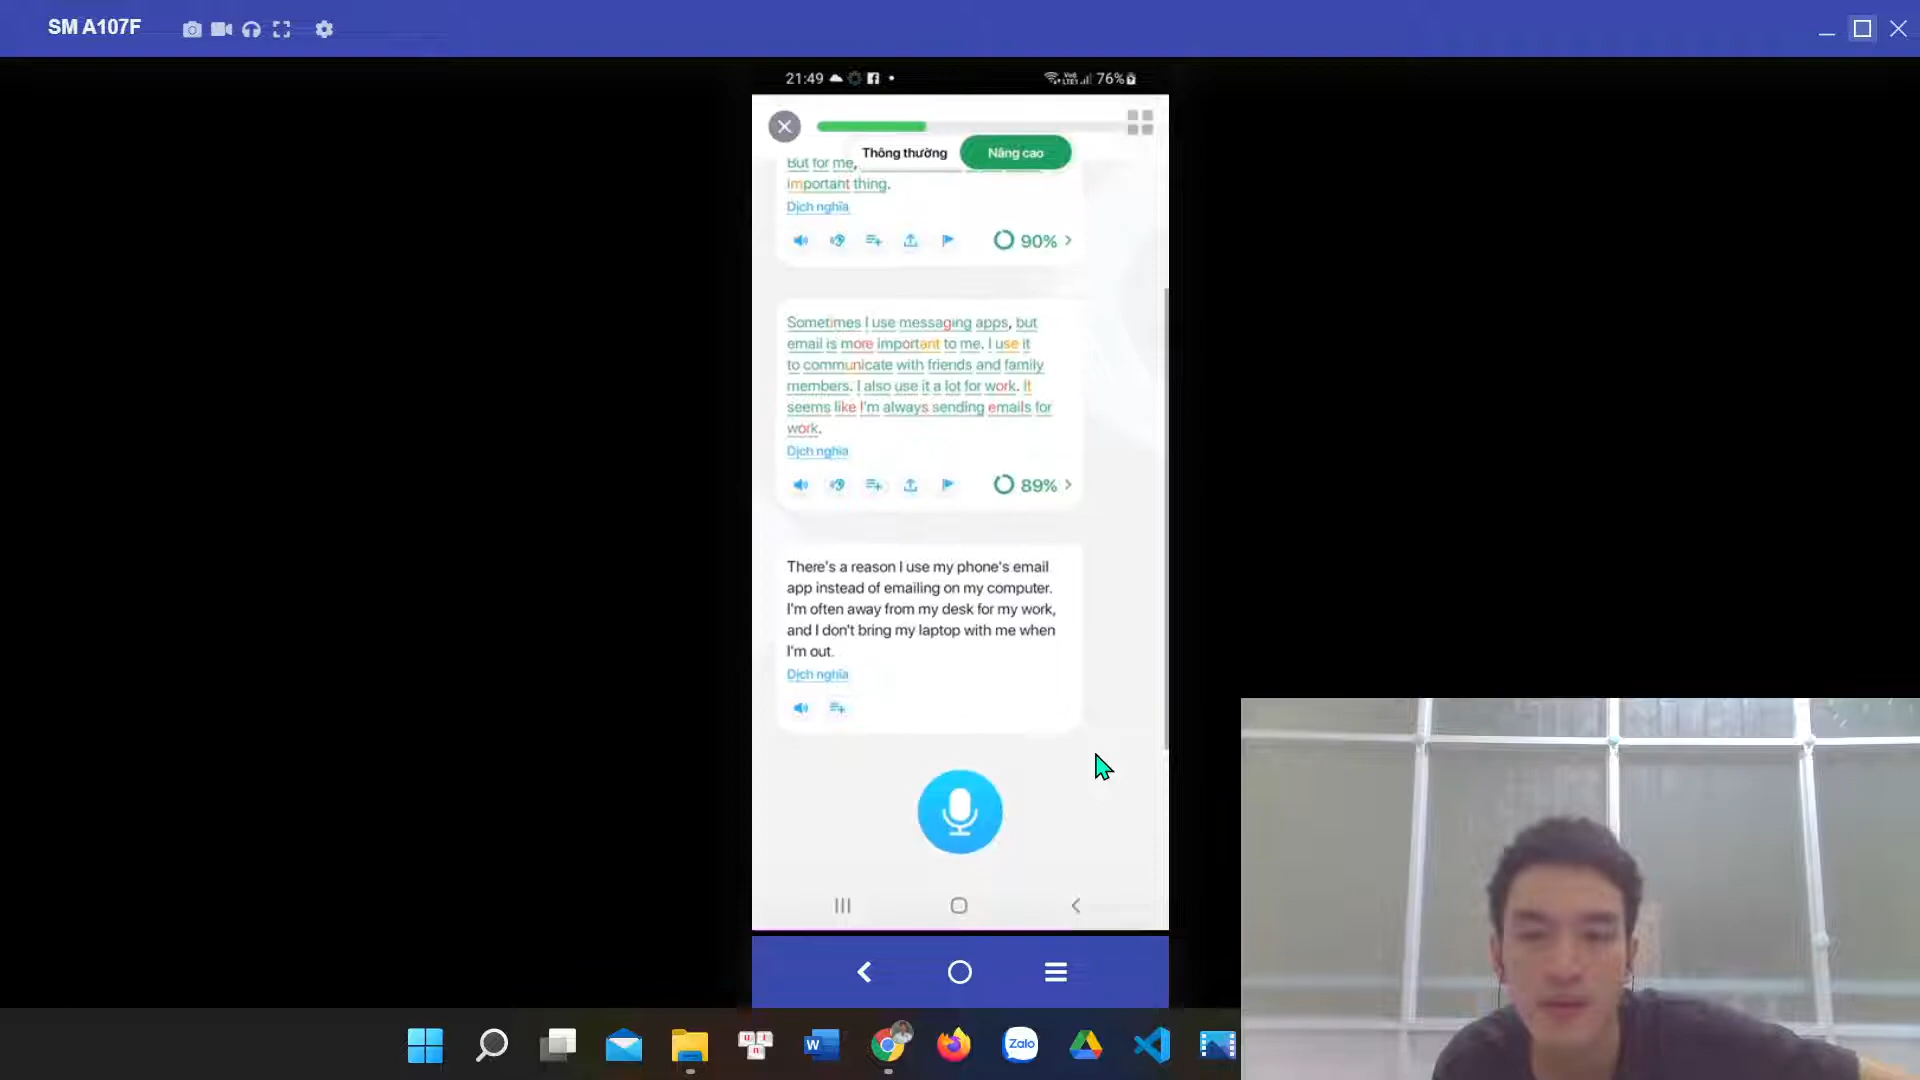 SM A107F
21:49
76%
Thông thường
Nâng cao
But for me,
important thing.
Dịch nghĩa
90%
Sometimes I use messaging apps, but
email is more important to me. I use it
to communicate with friends and family
members. I also use it a lot for work. It
seems like I'm always sending emails for
work.
Dịch nghĩa
89%
There's a reason I use my phone's email
app instead of emailing on my computer.
I'm often away from my desk for my work,
and I don't bring my laptop with me when
I'm out.
Dịch nghĩa
W
Zalo